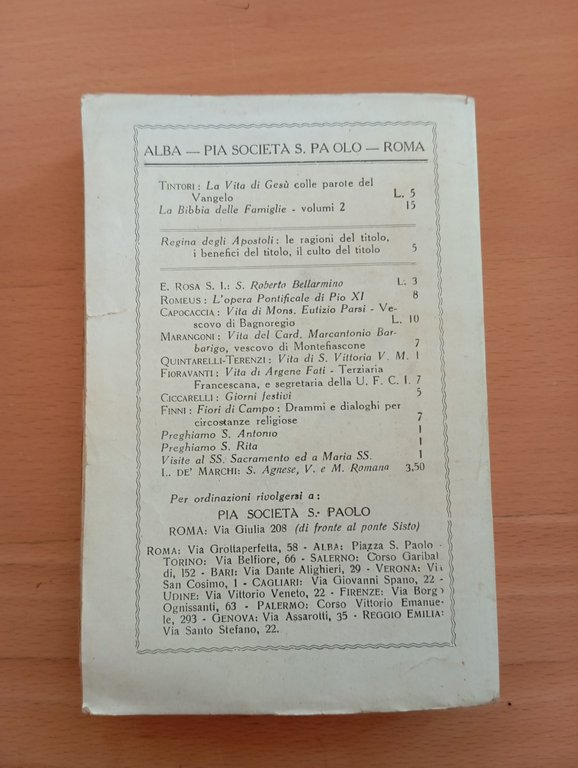 ALBA — PIA SOCIETÀ S. PAOLO — ROMA
TINTORI : La Vita di Gesù colle parote del
Vangelo L. 5
La Bibbia delle Famiglie - volumi 2 15
Regina degli Apostoli : le ragioni del titolo,
i benefici del titolo, il culto del titolo 5
E. ROSA S. I. : S. Roberto Bellarmino L. 3
ROMEUS : L'opera Pontificale di Pio XI 8
CAPOCACCIA : Vita di Mons. Eutizio Parsi - Ve-
scovo di Bagnoregio L. 10
MARANGONI : Vita del Card. Marcantonio Bar-
barigo, vescovo di Montefiascone 7
QUINTARELLI-TERENZI : Vita di S. Vittoria V. M. 1
FIORAVANTI : Vita di Argene Fati - Terziaria
Francescana, e segretaria della U. F. C. I. 7
CICCARELLI : Giorni festivi 5
FINNI : Fiori di Campo : Drammi e dialoghi per
circostanze religiose 7
Preghiamo S. Antonio 1
Preghiamo S. Rita 1
Visite al SS. Sacramento ed a Maria SS. 1
I.. DE' MARCHI : S. Agnese, V. e M. Romana 3,50
Per ordinazioni rivolgersi a :
PIA SOCIETÀ S. PAOLO
ROMA: Via Giulia 208 (di fronte al ponte Sisto)
ROMA: Via Grottaperfetta, 58 - ALBA: Piazza S. Paolo -
TORINO: Via Belfiore, 66 - SALERNO: Corso Garibal
di, 152 - BARI: Via Dante Alighieri, 29 - VERONA: Via
San Cosimo, 1 - CAGLIARI: Via Giovanni Spano, 22 -
UDINE: Via Vittorio Veneto, 22 - FIRENZE: Via Borgo
Ognissanti, 63 - PALERMO: Corso Vittorio Emanue-
le, 293 - GENOVA: Via Assarotti, 35 - REGGIO EMILIA:
Via Santo Stefano, 22.